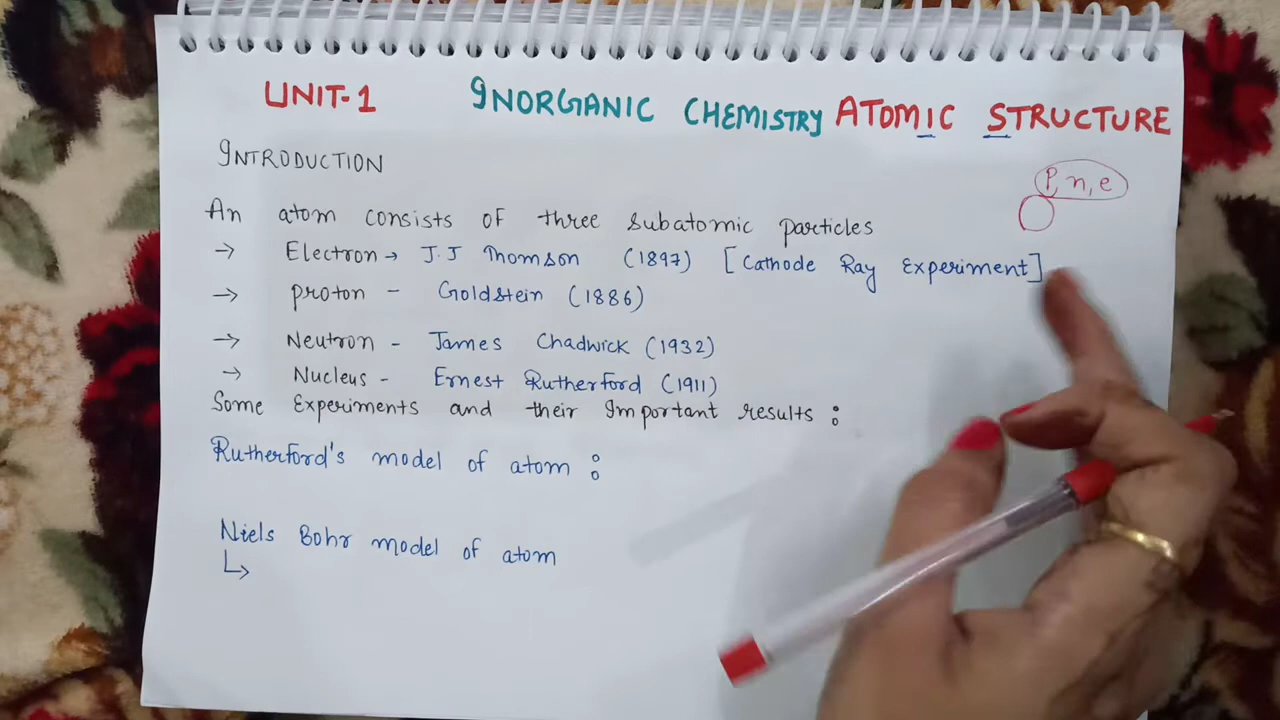 UNIT-1 INORGANIC CHEMISTRY ATOMIC STRUCTURE
INTRODUCTION
P, n, e
An atom consists of three subatomic particles
→ Electron → J.J Thomson (1897) [Cathode Ray Experiment]
→ proton - Goldstein (1886)
→ Neutron - James Chadwick (1932)
→ Nucleus - Ernest Rutherford (1911)
Some Experiments and their Important results :
Rutherford's model of atom :
Niels Bohr model of atom
↳